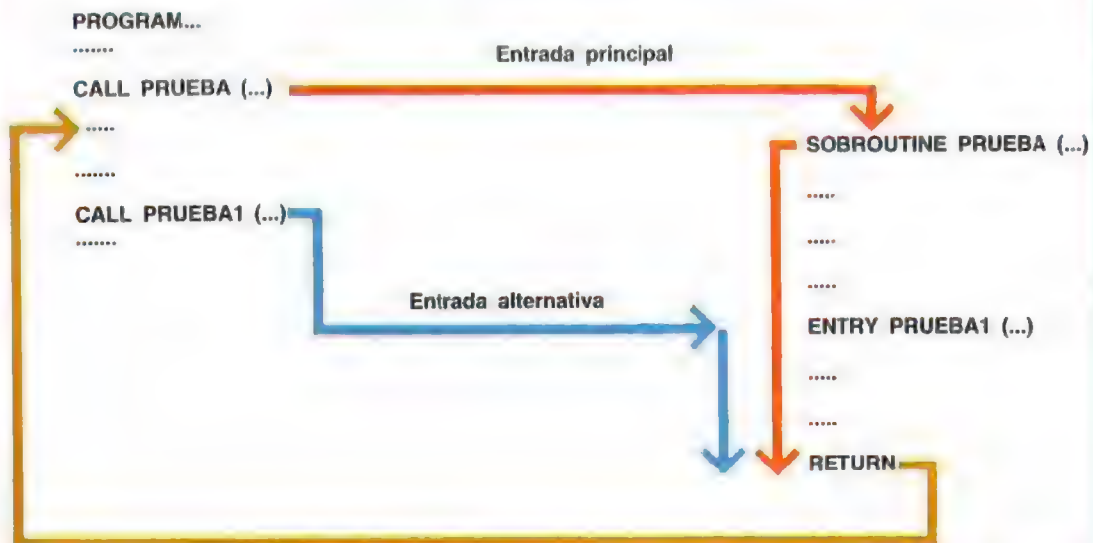 PROGRAM...
.......
Entrada principal
CALL PRUEBA (...)
.....
SOBROUTINE PRUEBA (...)
.......
.....
CALL PRUEBA1 (...)
.......
.....
.....
Entrada alternativa
ENTRY PRUEBA1 (...)
.....
.....
RETURN